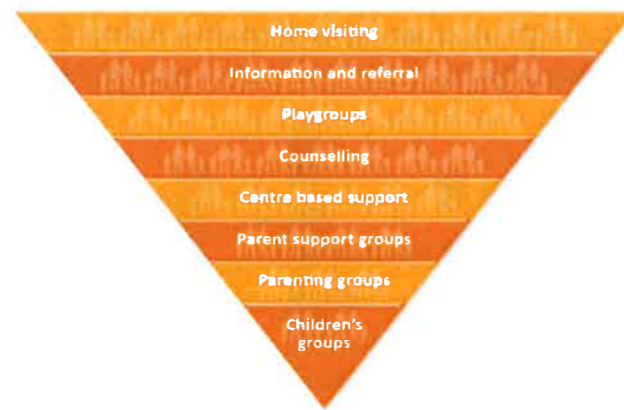 Home visiting
Information and referral
Playgroups
Counselling
Centre based support
Parent support groups
Parenting groups
Children's
groups